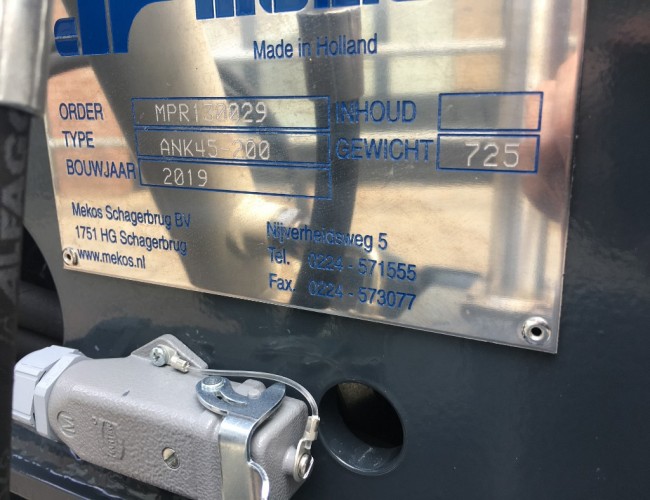 Made in Holland
ORDER MPR150029 INHOUD
TYPE ANK45-200 GEWICHT 725
BOUWJAAR 2019
Mekos Schagerbrug BV
1751 HG Schagerbrug
www.mekos.nl
Nijverheidsweg 5
Tel. 0224 - 571555
Fax. 0224 - 573077